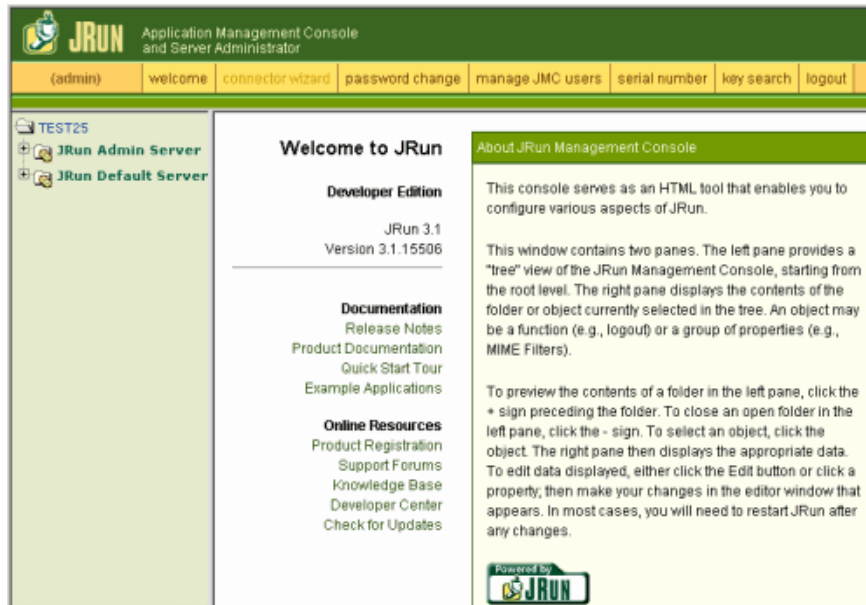 JRUN
Application Management Console
and Server Administrator
(admin) welcome connector wizard password change manage JMC users serial number key search logout
TEST25
JRun Admin Server
JRun Default Server
Welcome to JRun
Developer Edition
JRun 3.1
Version 3.1.15506
Documentation
Release Notes
Product Documentation
Quick Start Tour
Example Applications
Online Resources
Product Registration
Support Forums
Knowledge Base
Developer Center
Check for Updates
About JRun Management Console
This console serves as an HTML tool that enables you to
configure various aspects of JRun.
This window contains two panes. The left pane provides a
"tree" view of the JRun Management Console, starting from
the root level. The right pane displays the contents of the
folder or object currently selected in the tree. An object may
be a function (e.g., logout) or a group of properties (e.g.,
MIME Filters).
To preview the contents of a folder in the left pane, click the
+ sign preceding the folder. To close an open folder in the
left pane, click the - sign. To select an object, click the
object. The right pane then displays the appropriate data.
To edit data displayed, either click the Edit button or click a
property; then make your changes in the editor window that
appears. In most cases, you will need to restart JRun after
any changes.
Powered by
JRUN